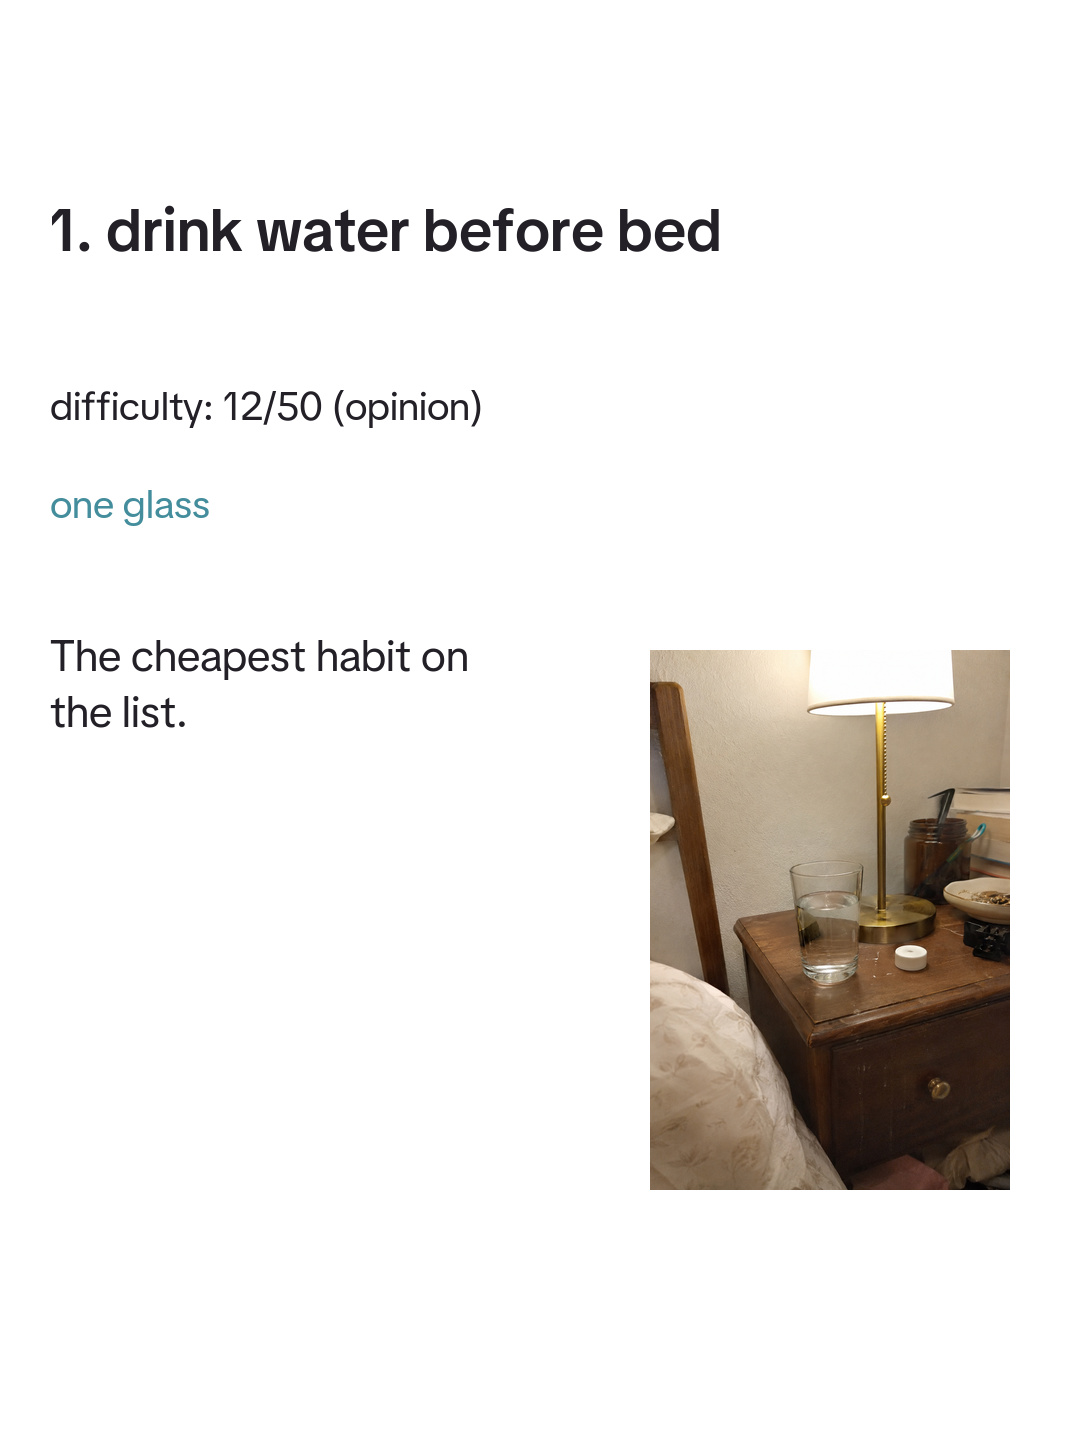 1. drink water before bed
difficulty: 12/50 (opinion)
one glass
The cheapest habit on
the list.